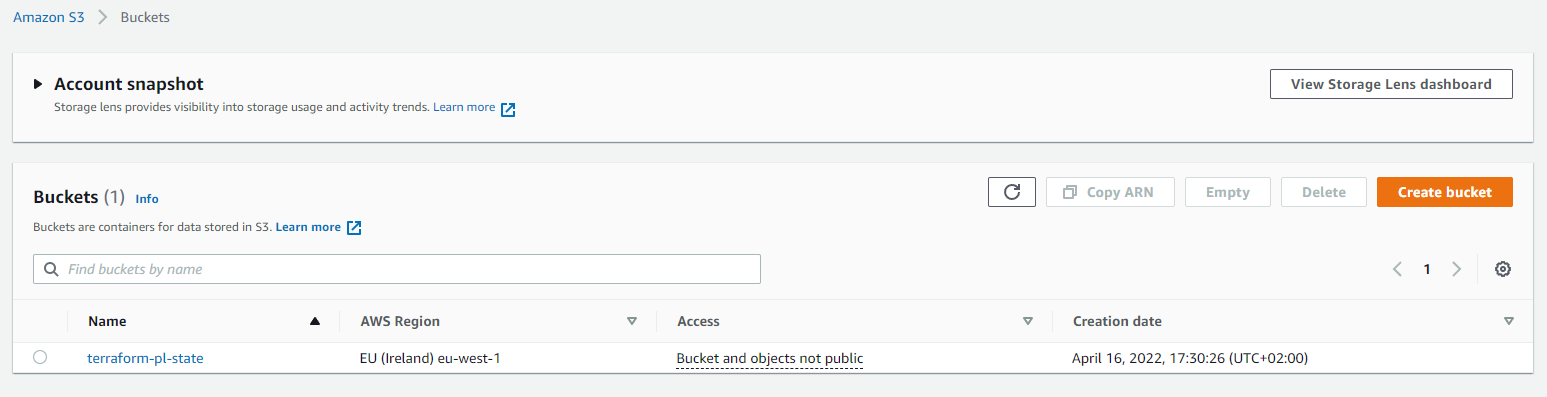 Amazon S3 > Buckets
Account snapshot
View Storage Lens dashboard
Storage lens provides visibility into storage usage and activity trends. Learn more
Buckets (1) Info
Copy ARN Empty Delete Create bucket
Buckets are containers for data stored in S3. Learn more
Find buckets by name
1
Name AWS Region Access Creation date
terraform-pl-state EU (Ireland) eu-west-1 Bucket and objects not public April 16, 2022, 17:30:26 (UTC+02:00)